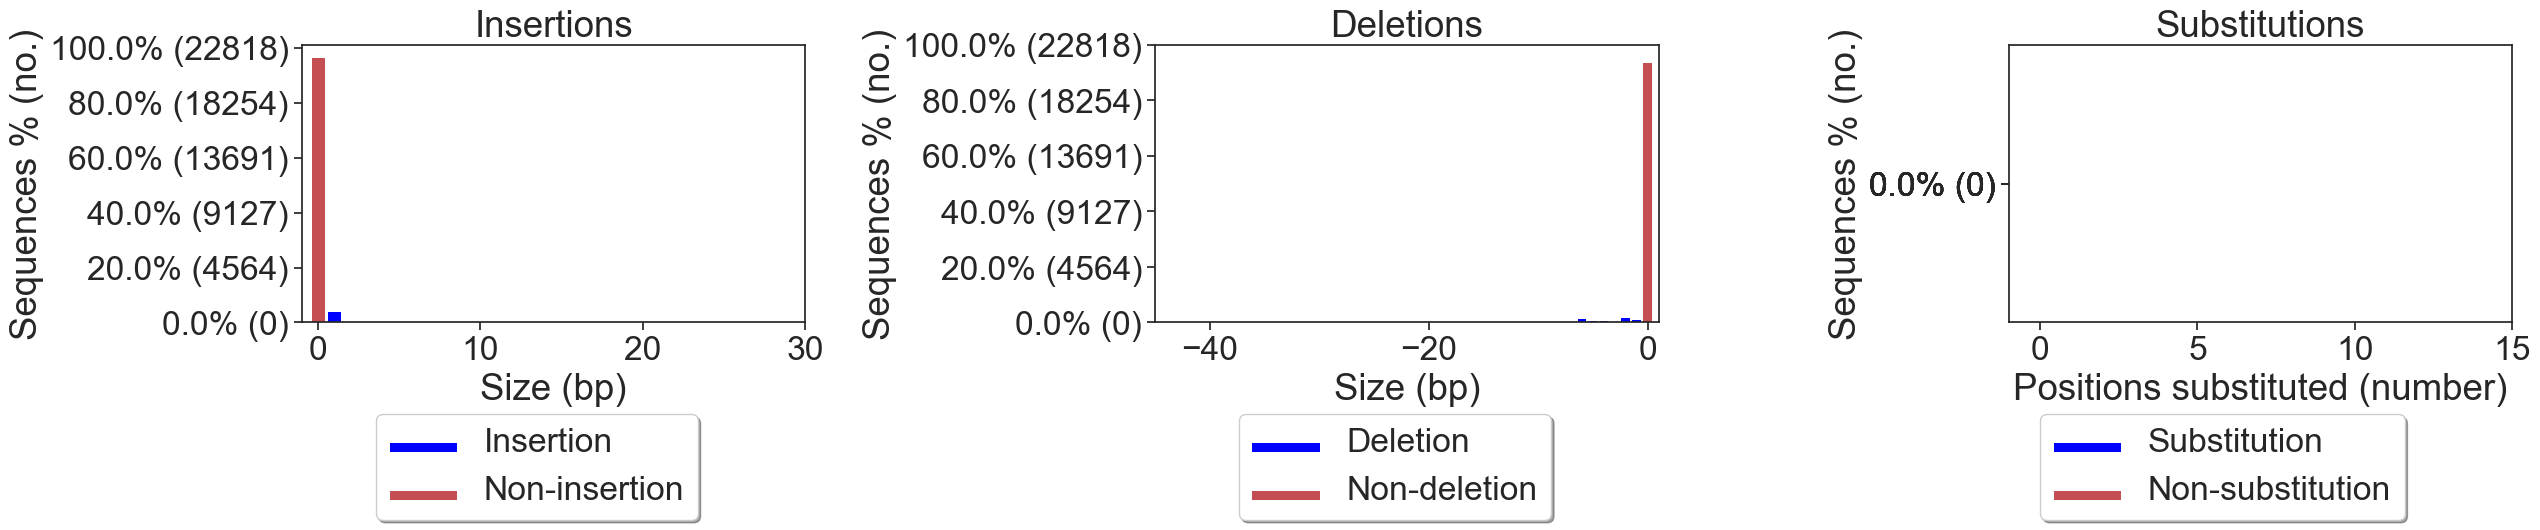 Insertions
Sequences % (no.)
100.0% (22818)
80.0% (18254)
60.0% (13691)
40.0% (9127)
20.0% (4564)
0.0% (0)
0
10
20
30
Size (bp)
Insertion
Non-insertion
Deletions
Sequences % (no.)
100.0% (22818)
80.0% (18254)
60.0% (13691)
40.0% (9127)
20.0% (4564)
0.0% (0)
−40
−20
0
Size (bp)
Deletion
Non-deletion
Substitutions
Sequences % (no.)
0.0% (0)
0
5
10
15
Positions substituted (number)
Substitution
Non-substitution